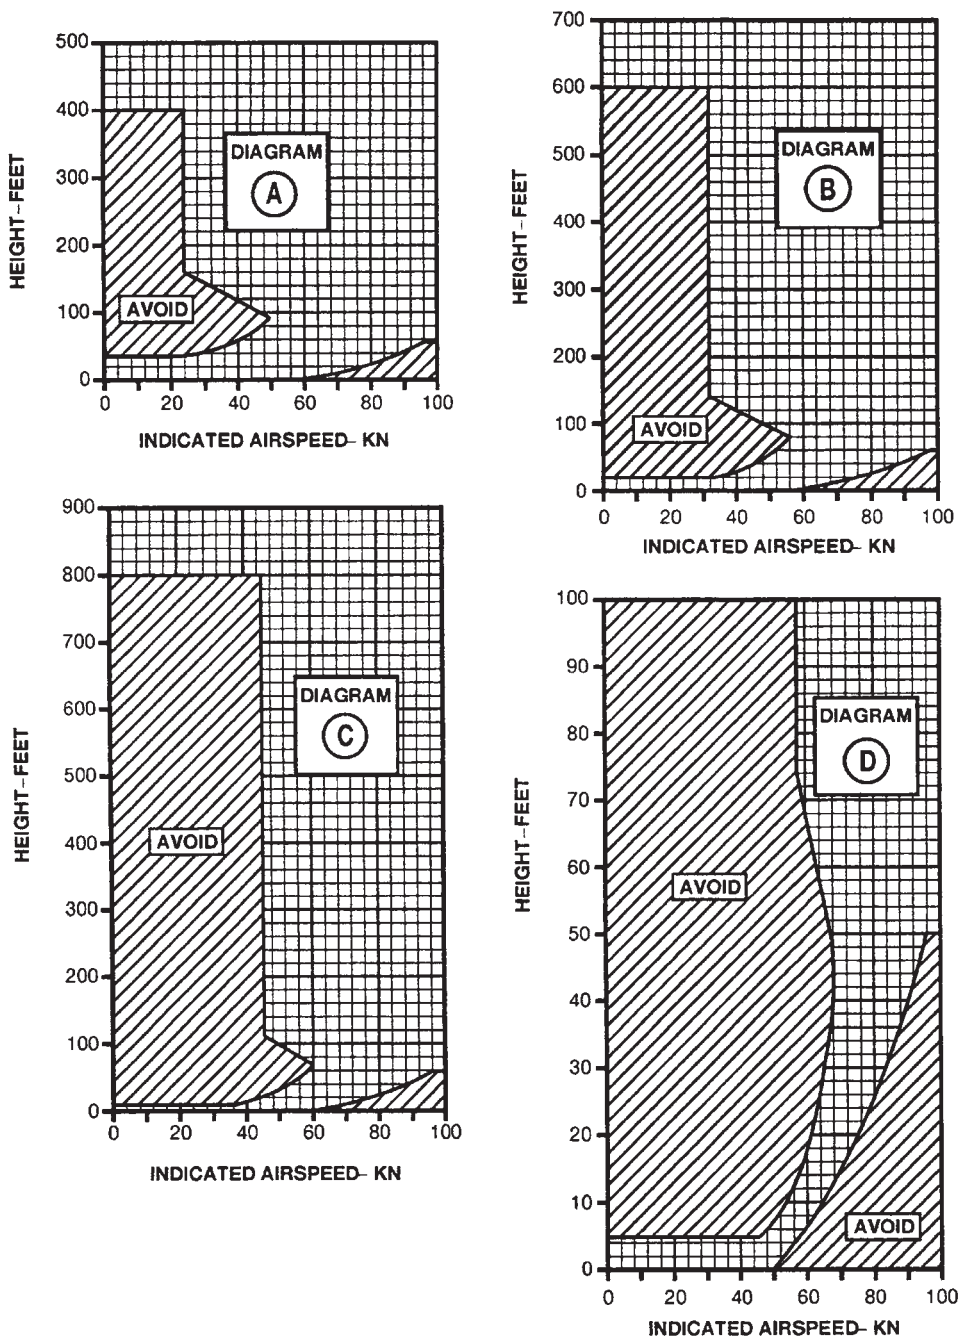 500
400
300
200
100
0
HEIGHT–FEET
DIAGRAM
A
AVOID
0 20 40 60 80 100
INDICATED AIRSPEED– KN
700
600
500
400
300
200
100
0
HEIGHT–FEET
DIAGRAM
B
AVOID
0 20 40 60 80 100
INDICATED AIRSPEED– KN
900
800
700
600
500
400
300
200
100
0
HEIGHT–FEET
DIAGRAM
C
AVOID
0 20 40 60 80 100
INDICATED AIRSPEED– KN
100
90
80
70
60
50
40
30
20
10
0
HEIGHT–FEET
DIAGRAM
D
AVOID
AVOID
0 20 40 60 80 100
INDICATED AIRSPEED– KN